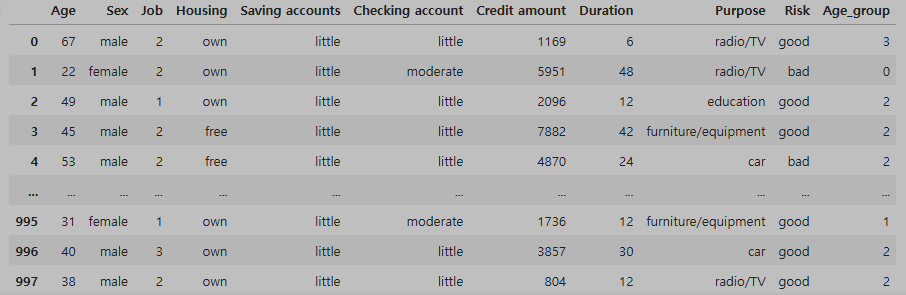 Age Sex Job Housing Saving accounts Checking account Credit amount Duration Purpose Risk Age_group
0 67 male 2 own little little 1169 6 radio/TV good 3
1 22 female 2 own little moderate 5951 48 radio/TV bad 0
2 49 male 1 own little little 2096 12 education good 2
3 45 male 2 free little little 7882 42 furniture/equipment good 2
4 53 male 2 free little little 4870 24 car bad 2
... ... ... ... ... ... ... ... ... ... ... ...
995 31 female 1 own little moderate 1736 12 furniture/equipment good 1
996 40 male 3 own little little 3857 30 car good 2
997 38 male 2 own little little 804 12 radio/TV good 2